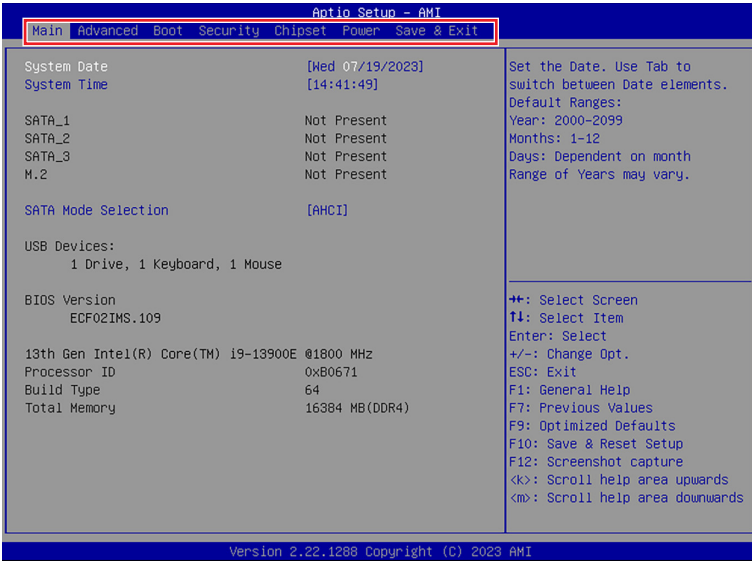 Aptio Setup - AMI
Main Advanced Boot Security Chipset Power Save & Exit
System Date [Wed 07/19/2023]
System Time [14:41:49]
SATA_1 Not Present
SATA_2 Not Present
SATA_3 Not Present
M.2 Not Present
SATA Mode Selection [AHCI]
USB Devices:
1 Drive, 1 Keyboard, 1 Mouse
BIOS Version
ECF02IMS.109
13th Gen Intel(R) Core(TM) i9-13900E @1800 MHz
Processor ID 0xB0671
Build Type 64
Total Memory 16384 MB(DDR4)
Set the Date. Use Tab to
switch between Date elements.
Default Ranges:
Year: 2000-2099
Months: 1-12
Days: Dependent on month
Range of Years may vary.
→←: Select Screen
↑↓: Select Item
Enter: Select
+/-: Change Opt.
ESC: Exit
F1: General Help
F7: Previous Values
F9: Optimized Defaults
F10: Save & Reset Setup
F12: Screenshot capture
<k>: Scroll help area upwards
<m>: Scroll help area downwards
Version 2.22.1288 Copyright (C) 2023 AMI